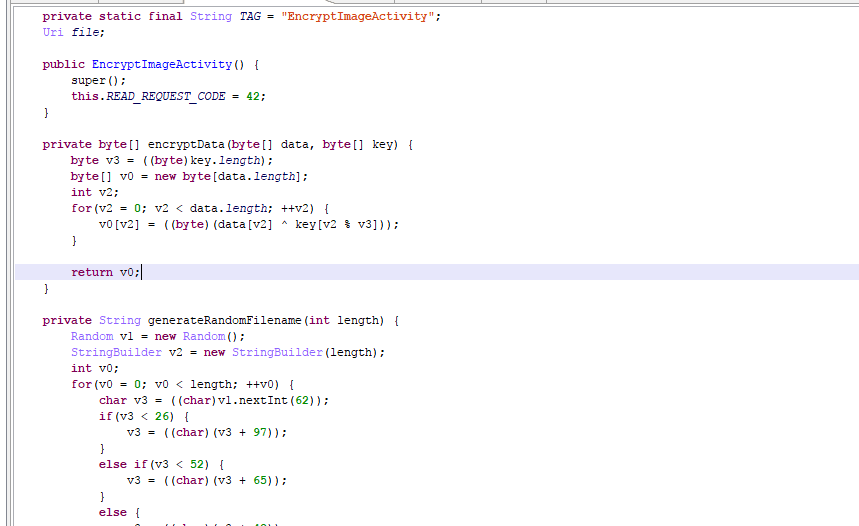 private static final String TAG = "EncryptImageActivity";
Uri file;
public EncryptImageActivity() {
super();
this.READ_REQUEST_CODE = 42;
}
private byte[] encryptData(byte[] data, byte[] key) {
byte v3 = ((byte)key.length);
byte[] v0 = new byte[data.length];
int v2;
for(v2 = 0; v2 < data.length; ++v2) {
v0[v2] = ((byte)(data[v2] ^ key[v2 % v3]));
}
return v0;
}
private String generateRandomFilename(int length) {
Random v1 = new Random();
StringBuilder v2 = new StringBuilder(length);
int v0;
for(v0 = 0; v0 < length; ++v0) {
char v3 = ((char)v1.nextInt(62));
if(v3 < 26) {
v3 = ((char)(v3 + 97));
}
else if(v3 < 52) {
v3 = ((char)(v3 + 65));
}
else {